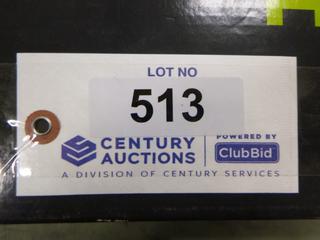 LOT NO
513
CENTURY AUCTIONS
POWERED BY
ClubBid
A DIVISION OF CENTURY SERVICES